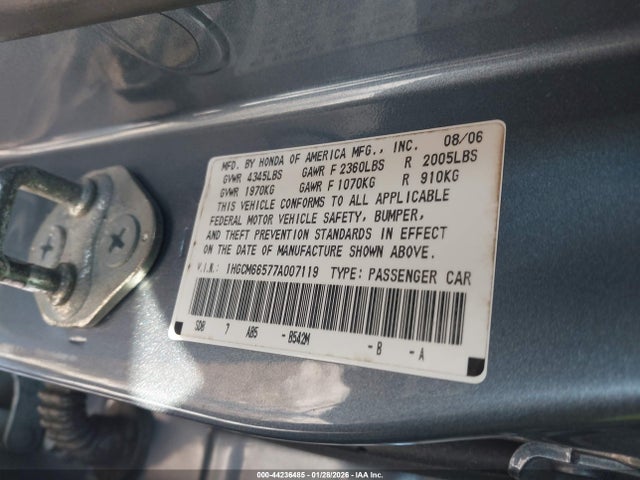 MFD. BY HONDA OF AMERICA MFG., INC. 08/06
GVWR 4345LBS GAWR F 2360LBS R 2005LBS
GVWR 1970KG GAWR F 1070KG R 910KG
THIS VEHICLE CONFORMS TO ALL APPLICABLE
FEDERAL MOTOR VEHICLE SAFETY, BUMPER,
AND THEFT PREVENTION STANDARDS IN EFFECT
ON THE DATE OF MANUFACTURE SHOWN ABOVE.
V.I.N.: 1HGCM66577A007119 TYPE: PASSENGER CAR
SDB 7 AB5 - B542M - B - A
000-44236485 - 01/28/2026 - IAA Inc.